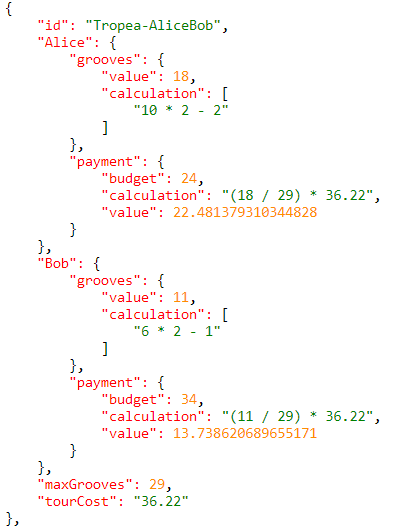 {
    "id": "Tropea-AliceBob",
    "Alice": {
        "grooves": {
            "value": 18,
            "calculation": [
                "10 * 2 - 2"
            ]
        },
        "payment": {
            "budget": 24,
            "calculation": "(18 / 29) * 36.22",
            "value": 22.481379310344828
        }
    },
    "Bob": {
        "grooves": {
            "value": 11,
            "calculation": [
                "6 * 2 - 1"
            ]
        },
        "payment": {
            "budget": 34,
            "calculation": "(11 / 29) * 36.22",
            "value": 13.738620689655171
        }
    },
    "maxGrooves": 29,
    "tourCost": "36.22"
},